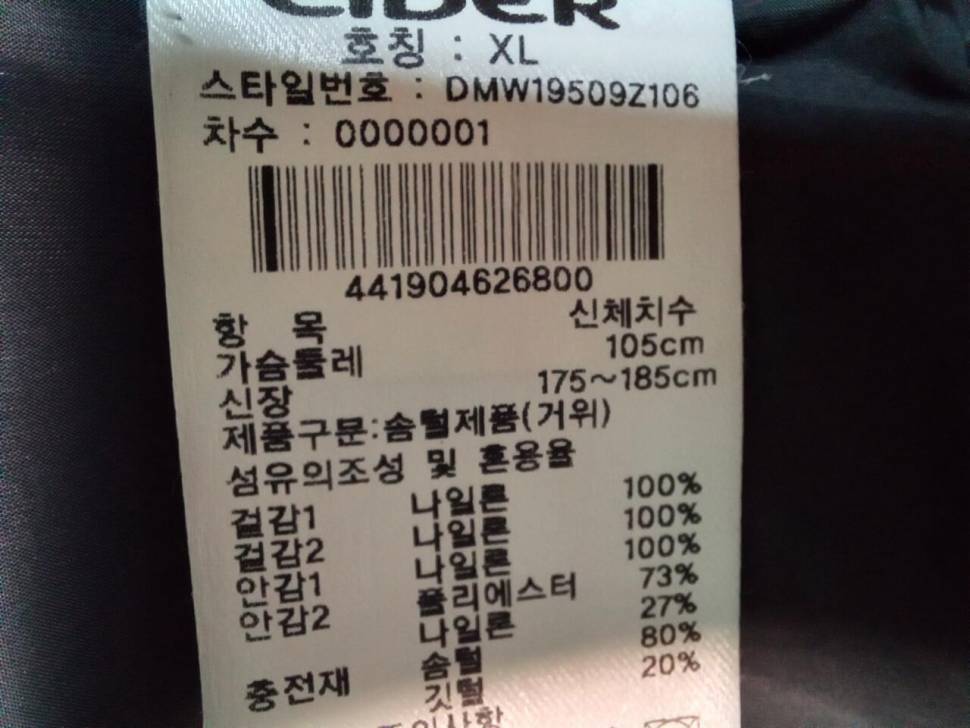 호칭 : XL
스타일번호 : DMW19509Z106
차수 : 0000001
441904626800
항 목 신체치수
가슴둘레 105cm
신장 175~185cm
제품구분:솜털제품(거위)
섬유의조성 및 혼용율
겉감1 나일론 100%
겉감2 나일론 100%
안감1 나일론 100%
안감2 폴리에스터 73%
나일론 27%
충전재 솜털 80%
깃털 20%